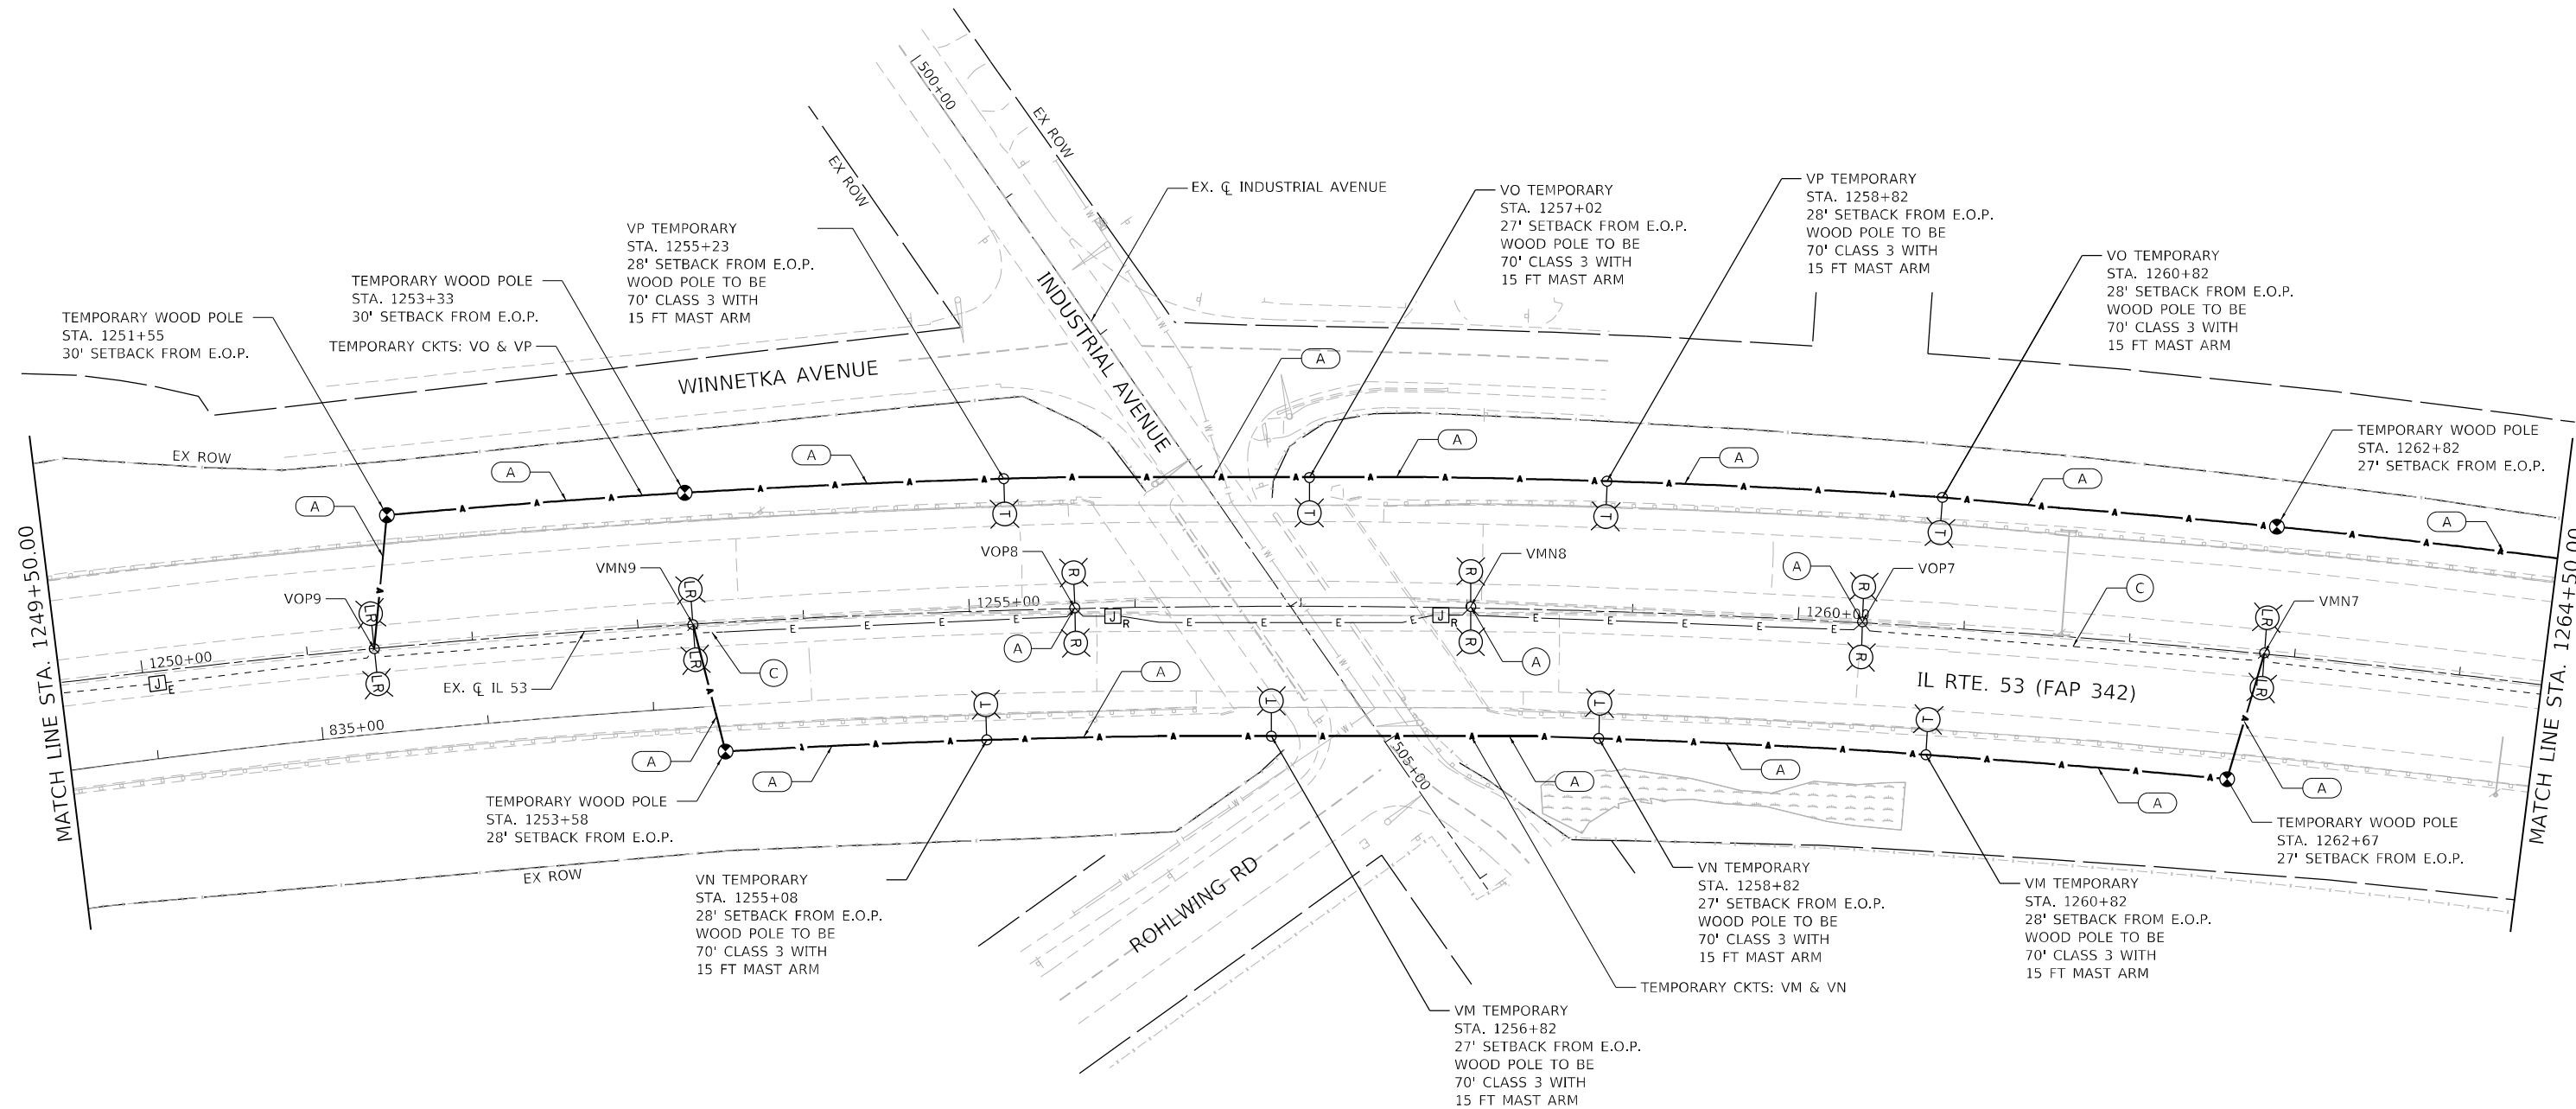 500+00
EX ROW
EX ROW
EX. ℄ INDUSTRIAL AVENUE
VO TEMPORARY
STA. 1257+02
27' SETBACK FROM E.O.P.
WOOD POLE TO BE
70' CLASS 3 WITH
15 FT MAST ARM
VP TEMPORARY
STA. 1258+82
28' SETBACK FROM E.O.P.
WOOD POLE TO BE
70' CLASS 3 WITH
15 FT MAST ARM
VP TEMPORARY
STA. 1255+23
28' SETBACK FROM E.O.P.
WOOD POLE TO BE
70' CLASS 3 WITH
15 FT MAST ARM
VO TEMPORARY
STA. 1260+82
28' SETBACK FROM E.O.P.
WOOD POLE TO BE
70' CLASS 3 WITH
15 FT MAST ARM
TEMPORARY WOOD POLE
STA. 1253+33
30' SETBACK FROM E.O.P.
TEMPORARY CKTS: VO & VP
TEMPORARY WOOD POLE
STA. 1251+55
30' SETBACK FROM E.O.P.
INDUSTRIAL AVENUE
WINNETKA AVENUE
TEMPORARY WOOD POLE
STA. 1262+82
27' SETBACK FROM E.O.P.
EX ROW
A
A
A
A
A
A
A
A
T
T
T
T
MATCH LINE STA. 1249+50.00
MATCH LINE STA. 1264+50.00
VOP9
VMN9
VOP8
VMN8
VOP7
VMN7
LR
LR
LR
LR
R
R
R
R
R
R
LR
LR
A
A
A
C
C
1250+00
1255+00
1260+00
J E
J R
J R
E E E E E E E E E E E E E
EX. ℄ IL 53
IL RTE. 53 (FAP 342)
835+00
T
T
T
T
A
A
A
A
A
A
A
505+00
TEMPORARY WOOD POLE
STA. 1253+58
28' SETBACK FROM E.O.P.
EX ROW
ROHLWING RD
VN TEMPORARY
STA. 1255+08
28' SETBACK FROM E.O.P.
WOOD POLE TO BE
70' CLASS 3 WITH
15 FT MAST ARM
VM TEMPORARY
STA. 1256+82
27' SETBACK FROM E.O.P.
WOOD POLE TO BE
70' CLASS 3 WITH
15 FT MAST ARM
TEMPORARY CKTS: VM & VN
VN TEMPORARY
STA. 1258+82
27' SETBACK FROM E.O.P.
WOOD POLE TO BE
70' CLASS 3 WITH
15 FT MAST ARM
VM TEMPORARY
STA. 1260+82
28' SETBACK FROM E.O.P.
WOOD POLE TO BE
70' CLASS 3 WITH
15 FT MAST ARM
TEMPORARY WOOD POLE
STA. 1262+67
27' SETBACK FROM E.O.P.